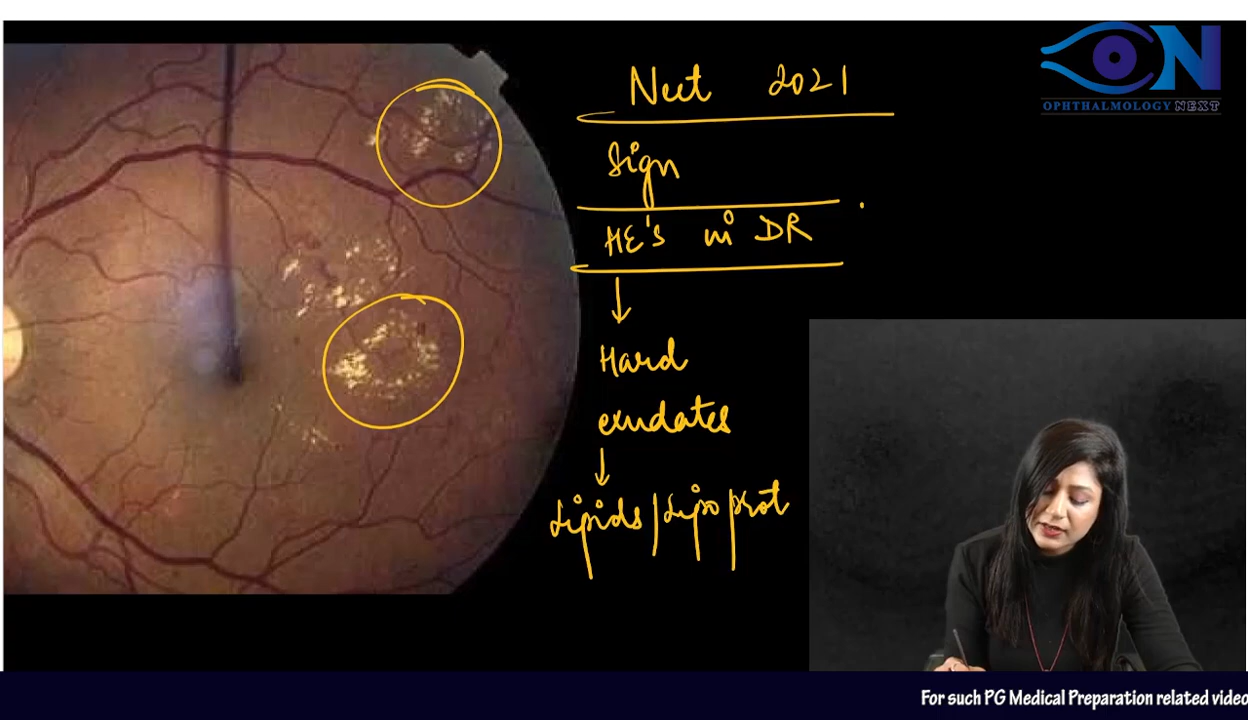 ON
OPHTHALMOLOGY NEXT
Neet 2021
Sign
HE's in DR
Hard
exudates
Lipids/Lipo prot
For such PG Medical Preparation related video